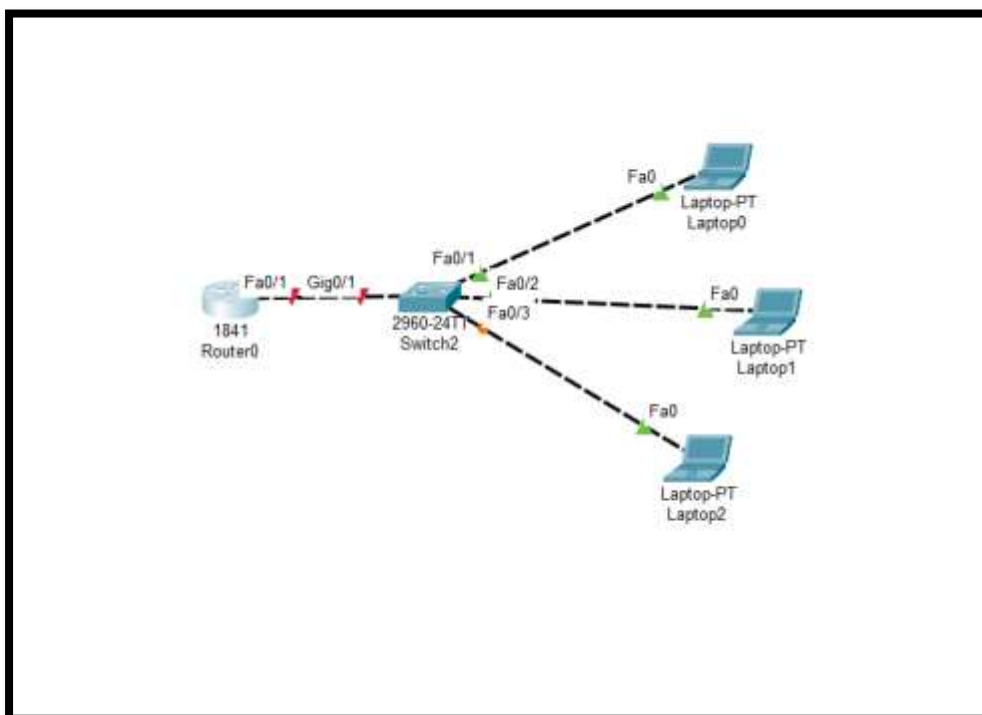 Fa0
Laptop-PT
Laptop0
Fa0/1
Fa0/1 Gig0/1
Fa0/2
Fa0
Fa0/3
1841
Router0
2960-24TT
Switch2
Laptop-PT
Laptop1
Fa0
Laptop-PT
Laptop2